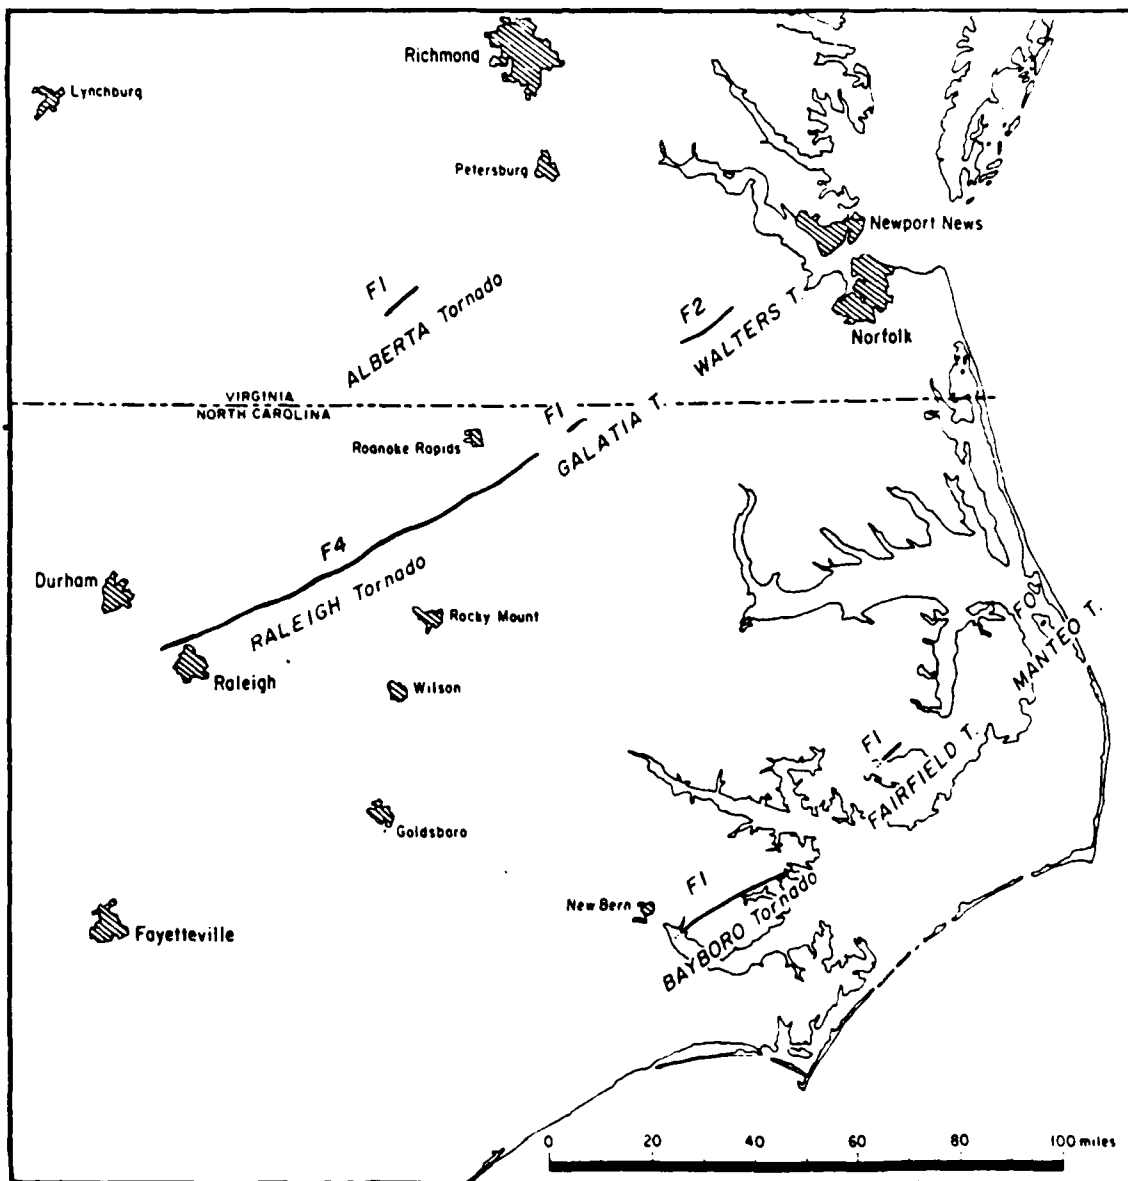 Richmond
Lynchburg
Petersburg
Newport News
F1
ALBERTA Tornado
F2
WALTERS T.
Norfolk
VIRGINIA
NORTH CAROLINA
F1
GALATIA T.
Roanoke Rapids
F4
RALEIGH Tornado
Durham
Rocky Mount
FO
MANTEO T.
Raleigh
Wilson
F1
FAIRFIELD T.
Goldsboro
F1
BAYBORO Tornado
New Bern
Fayetteville
0 20 40 60 80 100 miles